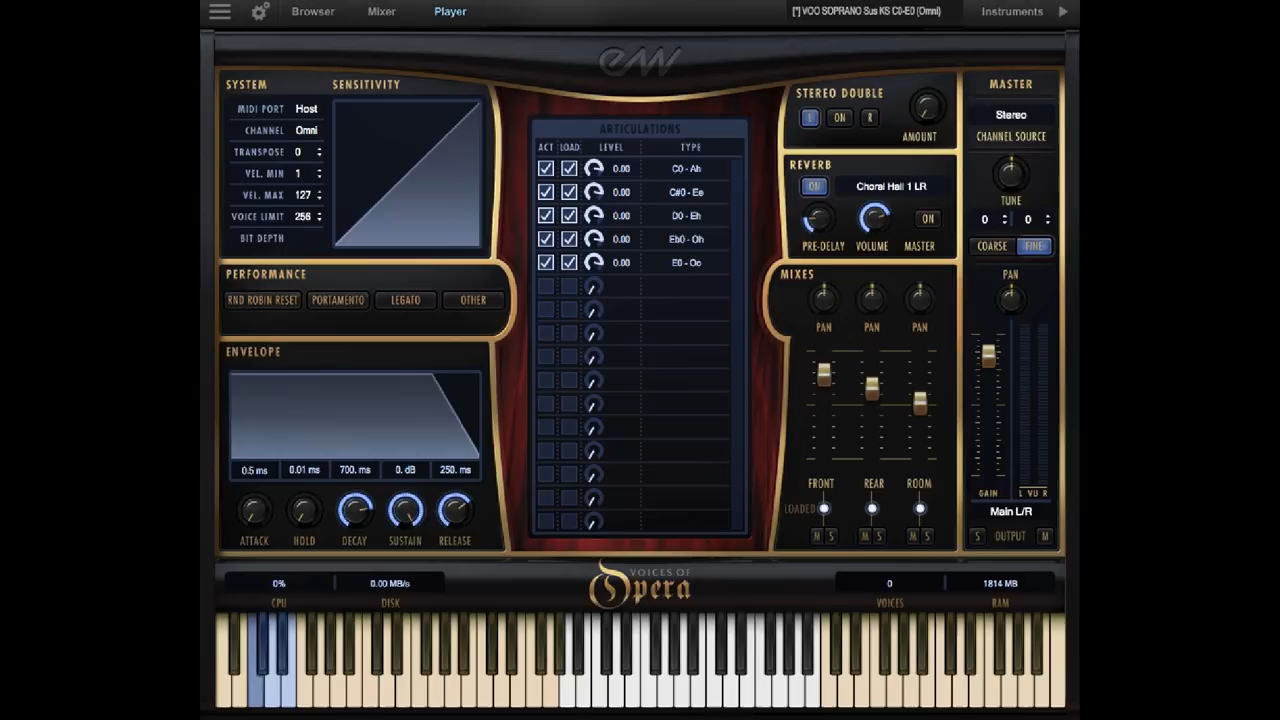 Browser Mixer Player [*] VOO SOPRANO Sus KS C0-E0 (Omni) Instruments
EW
SYSTEM
MIDI PORT Host
CHANNEL Omni
TRANSPOSE 0
VEL. MIN 1
VEL. MAX 127
VOICE LIMIT 256
BIT DEPTH
SENSITIVITY
PERFORMANCE
RND ROBIN RESET PORTAMENTO LEGATO OTHER
ENVELOPE
0.5 ms 0.01 ms 700. ms 0. dB 250. ms
ATTACK HOLD DECAY SUSTAIN RELEASE
ARTICULATIONS
ACT LOAD LEVEL TYPE
0.00 C0 - Ah
0.00 C#0 - Ee
0.00 D0 - Eh
0.00 Eb0 - Oh
0.00 E0 - Oo
STEREO DOUBLE
L ON R
AMOUNT
REVERB
ON Choral Hall 1 LR
ON
PRE-DELAY VOLUME MASTER
MIXES
PAN PAN PAN
FRONT REAR ROOM
LOADED
M S M S M S
MASTER
Stereo
CHANNEL SOURCE
TUNE
0 0
COARSE FINE
PAN
GAIN L VU R
Main L/R
S OUTPUT M
0% 0.00 MB/s
CPU DISK
VOICES OF
Opera
0 1814 MB
VOICES RAM